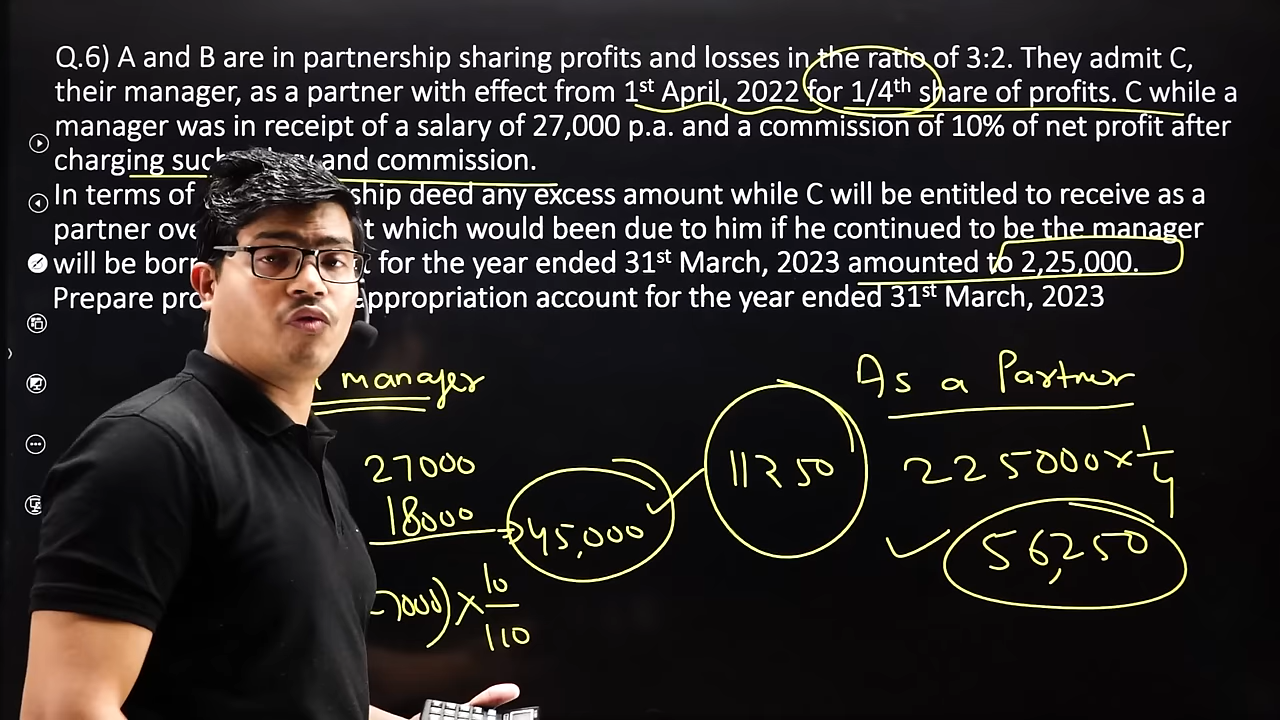 Q.6) A and B are in partnership sharing profits and losses in the ratio of 3:2. They admit C,
their manager, as a partner with effect from 1st April, 2022 for 1/4th share of profits. C while a
manager was in receipt of a salary of 27,000 p.a. and a commission of 10% of net profit after
charging such and commission.
In terms of ship deed any excess amount while C will be entitled to receive as a
partner which would been due to him if he continued to be the manager
will be for the year ended 31st March, 2023 amounted to 2,25,000.
Prepare appropriation account for the year ended 31st March, 2023
manager
As a Partner
27000
18000
45,000
11250
225000 × 1/4
56,250
7000) × 10/110